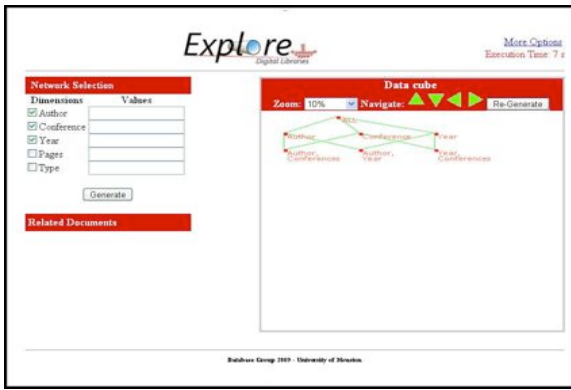 Explore
Digital Libraries
More Options
Execution Time: 7 s
Network Selection
Dimensions Values
Author
Conference
Year
Pages
Type
Generate
Related Documents
Data cube
Zoom: 10% Navigate: Re-Generate
ALL
Author Conference Year
Author, Conferences
Author, Year
Year, Conferences
Database Group 2009 - University of Houston